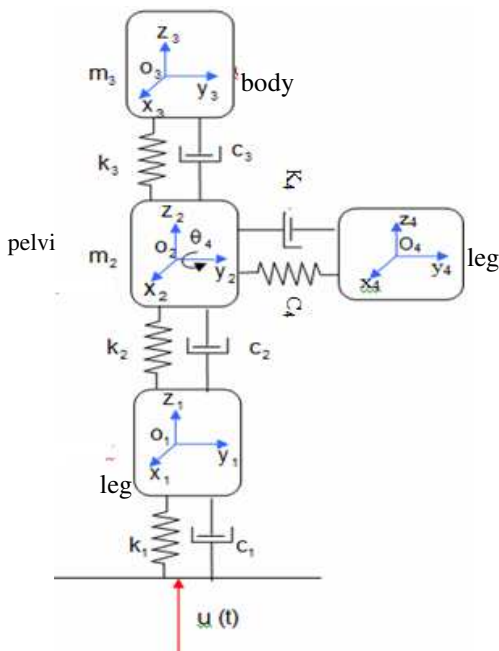 z3
m3 o3 body
y3
x3
k3 c3
K4
z2
pelvi o2 θ4
m2 y2
x2
z4
O4 leg
y4
x4
C4
k2 c2
z1
o1
y1
leg x1
k1 c1
u (t)